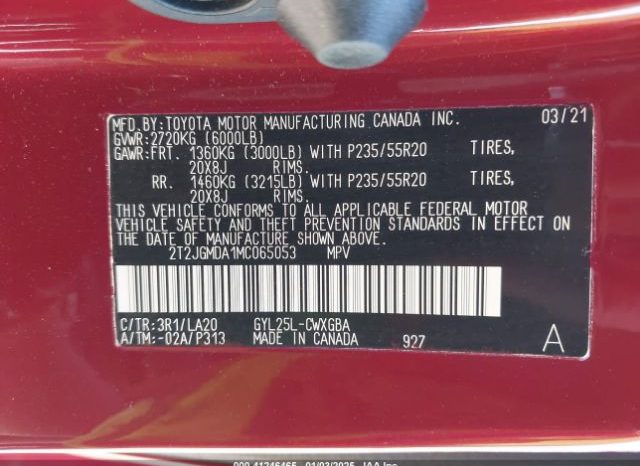 MFD.BY:TOYOTA MOTOR MANUFACTURING CANADA INC. 03/21
GVWR:2720KG (6000LB)
GAWR:FRT. 1360KG (3000LB) WITH P235/55R20 TIRES,
20X8J RIMS.
RR. 1460KG (3215LB) WITH P235/55R20 TIRES,
20X8J RIMS.
THIS VEHICLE CONFORMS TO ALL APPLICABLE FEDERAL MOTOR
VEHICLE SAFETY AND THEFT PREVENTION STANDARDS IN EFFECT ON
THE DATE OF MANUFACTURE SHOWN ABOVE.
2T2JGMDA1MC065053 MPV
C/TR:3R1/LA20 GYL25L-CWXGBA
A/TM:-02A/P313 MADE IN CANADA 927 A